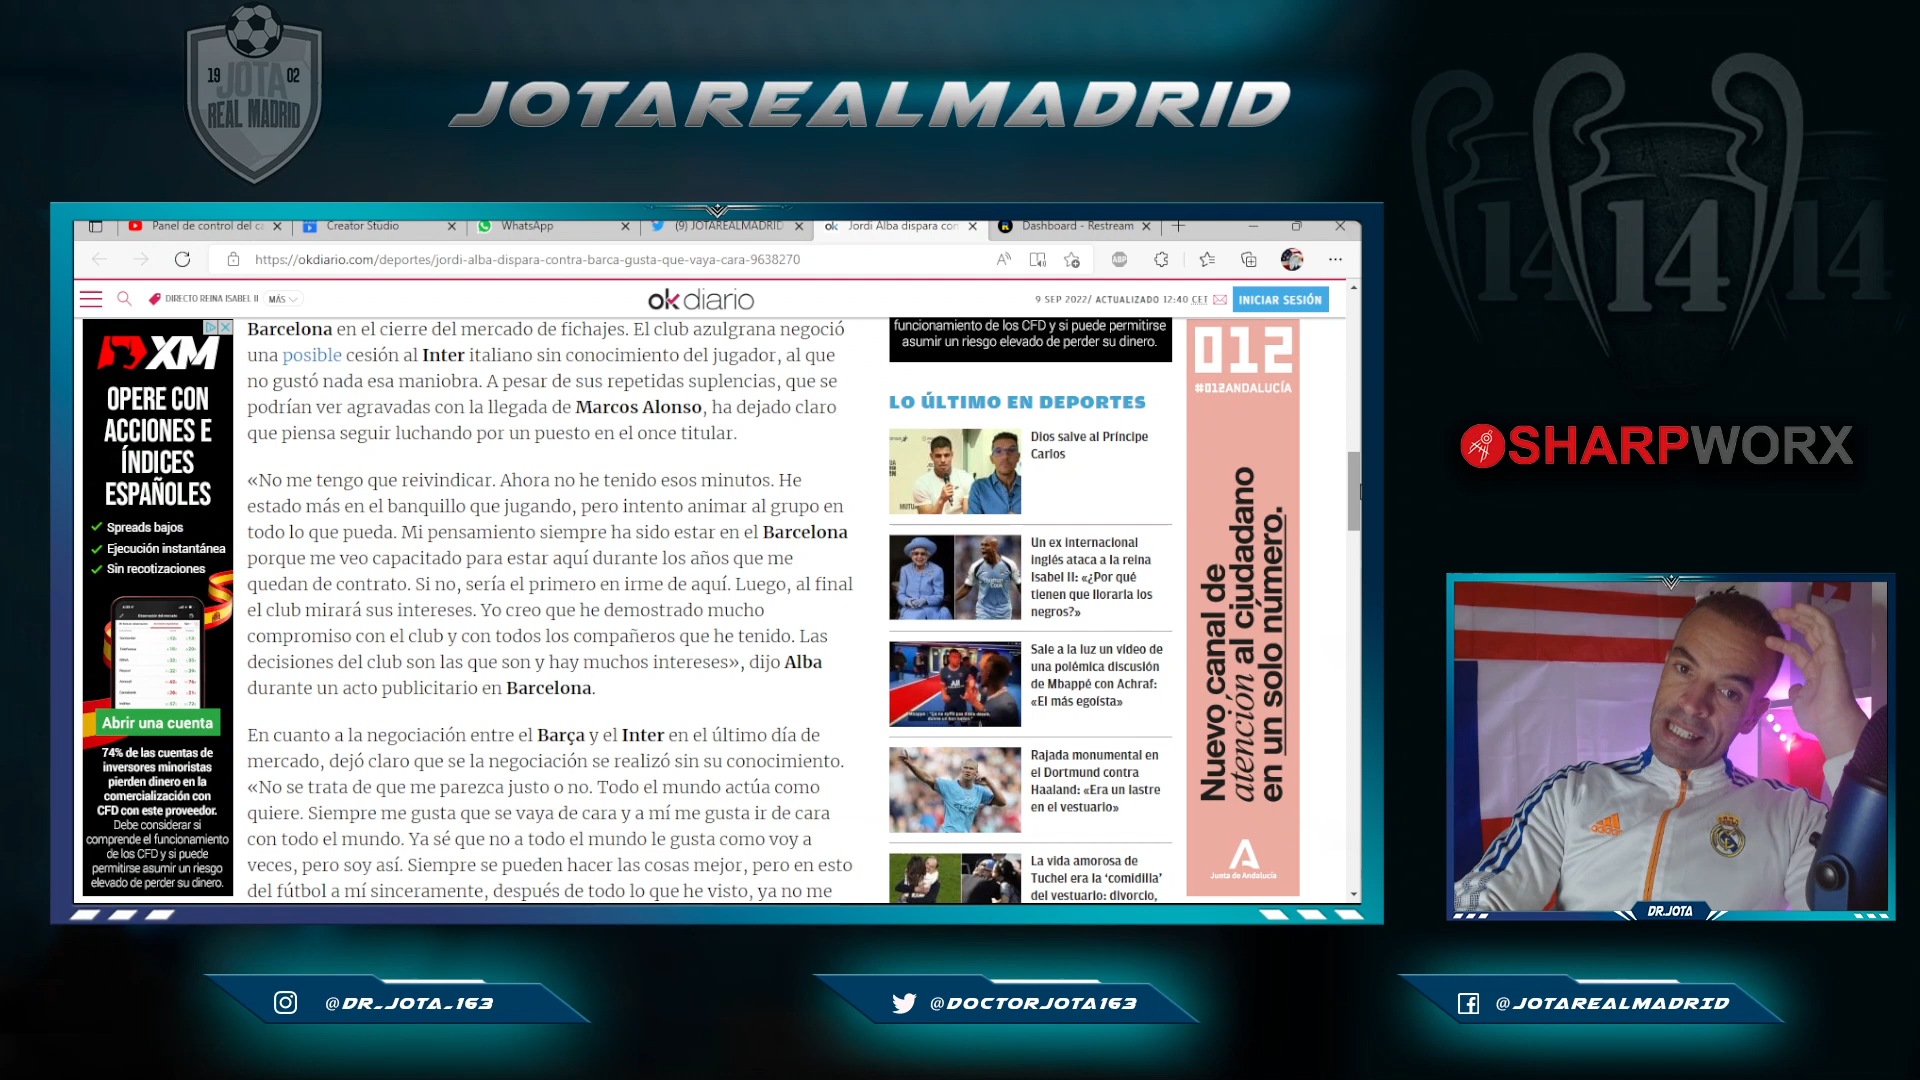 19 02
JOTA
REAL MADRID
JOTAREALMADRID
14
14
14
SHARPWORX
Panel de control del ca
Creator Studio
WhatsApp
(9) JOTAREALMADRID
Jordi Alba dispara con
Dashboard - Restream
https://okdiario.com/deportes/jordi-alba-dispara-contra-barca-gusta-que-vaya-cara-9638270
DIRECTO REINA ISABEL II
MÁS
okdiario
9 SEP 2022/ ACTUALIZADO 12:40 CET
INICIAR SESIÓN
XM
OPERE CON
ACCIONES E
ÍNDICES
ESPAÑOLES
Spreads bajos
Ejecución instantánea
Sin recotizaciones
Abrir una cuenta
74% de las cuentas de
inversores minoristas
pierden dinero en la
comercialización con
CFD con este proveedor.
Debe considerar si
comprende el funcionamiento
de los CFD y si puede
permitirse asumir un riesgo
elevado de perder su dinero.
Barcelona en el cierre del mercado de fichajes. El club azulgrana negoció
una posible cesión al Inter italiano sin conocimiento del jugador, al que
no gustó nada esa maniobra. A pesar de sus repetidas suplencias, que se
podrían ver agravadas con la llegada de Marcos Alonso, ha dejado claro
que piensa seguir luchando por un puesto en el once titular.
«No me tengo que reivindicar. Ahora no he tenido esos minutos. He
estado más en el banquillo que jugando, pero intento animar al grupo en
todo lo que pueda. Mi pensamiento siempre ha sido estar en el Barcelona
porque me veo capacitado para estar aquí durante los años que me
quedan de contrato. Si no, sería el primero en irme de aquí. Luego, al final
el club mirará sus intereses. Yo creo que he demostrado mucho
compromiso con el club y con todos los compañeros que he tenido. Las
decisiones del club son las que son y hay muchos intereses», dijo Alba
durante un acto publicitario en Barcelona.
En cuanto a la negociación entre el Barça y el Inter en el último día de
mercado, dejó claro que se la negociación se realizó sin su conocimiento.
«No se trata de que me parezca justo o no. Todo el mundo actúa como
quiere. Siempre me gusta que se vaya de cara y a mí me gusta ir de cara
con todo el mundo. Ya sé que no a todo el mundo le gusta como voy a
veces, pero soy así. Siempre se pueden hacer las cosas mejor, pero en esto
del fútbol a mí sinceramente, después de todo lo que he visto, ya no me
funcionamiento de los CFD y si puede permitirse
asumir un riesgo elevado de perder su dinero.
LO ÚLTIMO EN DEPORTES
Dios salve al Príncipe
Carlos
Un ex internacional
inglés ataca a la reina
Isabel II: «¿Por qué
tienen que llorarla los
negros?»
Sale a la luz un vídeo de
una polémica discusión
de Mbappé con Achraf:
«El más egoísta»
Rajada monumental en
el Dortmund contra
Haaland: «Era un lastre
en el vestuario»
La vida amorosa de
Tuchel era la 'comidilla'
del vestuario: divorcio,
012
#012ANDALUCÍA
Nuevo canal de
atención al ciudadano
en un solo número.
Junta de Andalucía
DR.JOTA
@DR_JOTA_163
@DOCTORJOTA163
@JOTAREALMADRID